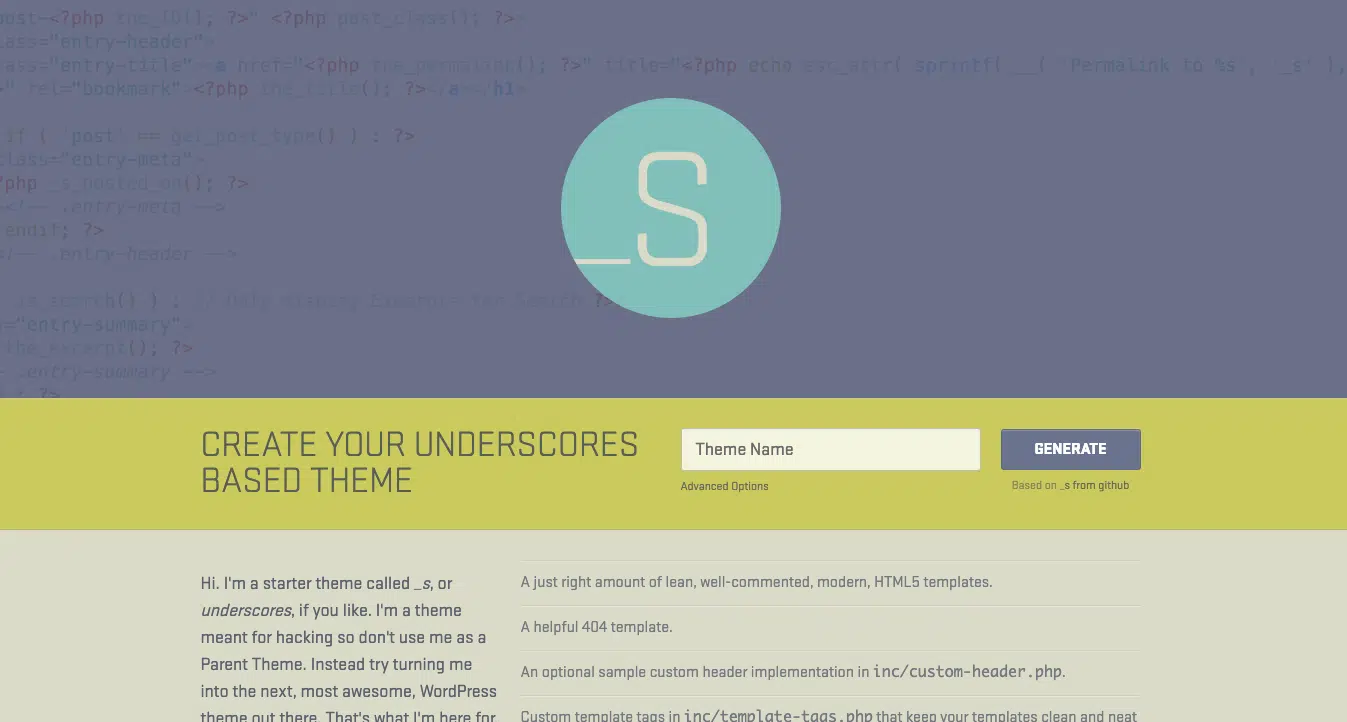 post-<?php the_ID(); ?>" <?php post_class(); ?>>
lass="entry-header">
lass="entry-title"><a href="<?php the_permalink(); ?>" title="<?php echo esc_attr( sprintf( __( 'Permalink to %s', '_s' ),
>" rel="bookmark"><?php the_title(); ?></a></h1>
if ( 'post' == get_post_type() ) : ?>
class="entry-meta">
?php _s_posted_on(); ?>
<!-- .entry-meta -->
endif; ?>
<!-- .entry-header -->
is_search() ) : // Only display Excerpts for Search ?>
="entry-summary">
the_excerpt(); ?>
.entry-summary -->
: ?>
_S
CREATE YOUR UNDERSCORES
BASED THEME
Theme Name
GENERATE
Advanced Options
Based on _s from github
Hi. I'm a starter theme called _s, or
underscores, if you like. I'm a theme
meant for hacking so don't use me as a
Parent Theme. Instead try turning me
into the next, most awesome, WordPress
theme out there. That's what I'm here for.
A just right amount of lean, well-commented, modern, HTML5 templates.
A helpful 404 template.
An optional sample custom header implementation in inc/custom-header.php.
Custom template tags in inc/template-tags.php that keep your templates clean and neat